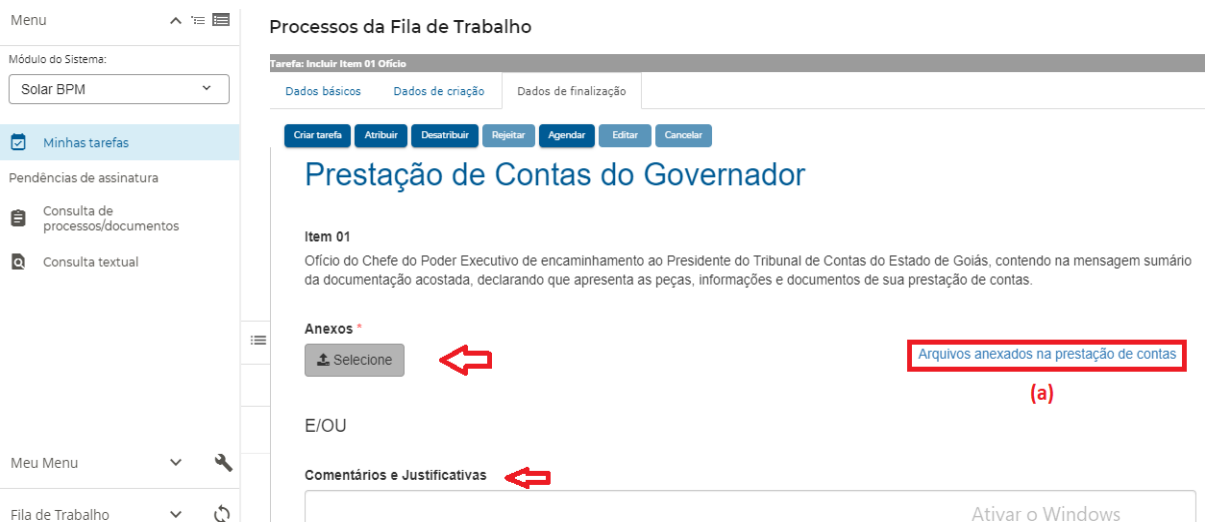 Menu
Módulo do Sistema:
Solar BPM
Minhas tarefas
Pendências de assinatura
Consulta de
processos/documentos
Consulta textual
Meu Menu
Fila de Trabalho
Processos da Fila de Trabalho
Tarefa: Incluir Item 01 Ofício
Dados básicos Dados de criação Dados de finalização
Criar tarefa Atribuir Desatribuir Rejeitar Agendar Editar Cancelar
Prestação de Contas do Governador
Item 01
Ofício do Chefe do Poder Executivo de encaminhamento ao Presidente do Tribunal de Contas do Estado de Goiás, contendo na mensagem sumário
da documentação acostada, declarando que apresenta as peças, informações e documentos de sua prestação de contas.
Anexos *
Selecione
Arquivos anexados na prestação de contas
(a)
E/OU
Comentários e Justificativas
Ativar o Windows